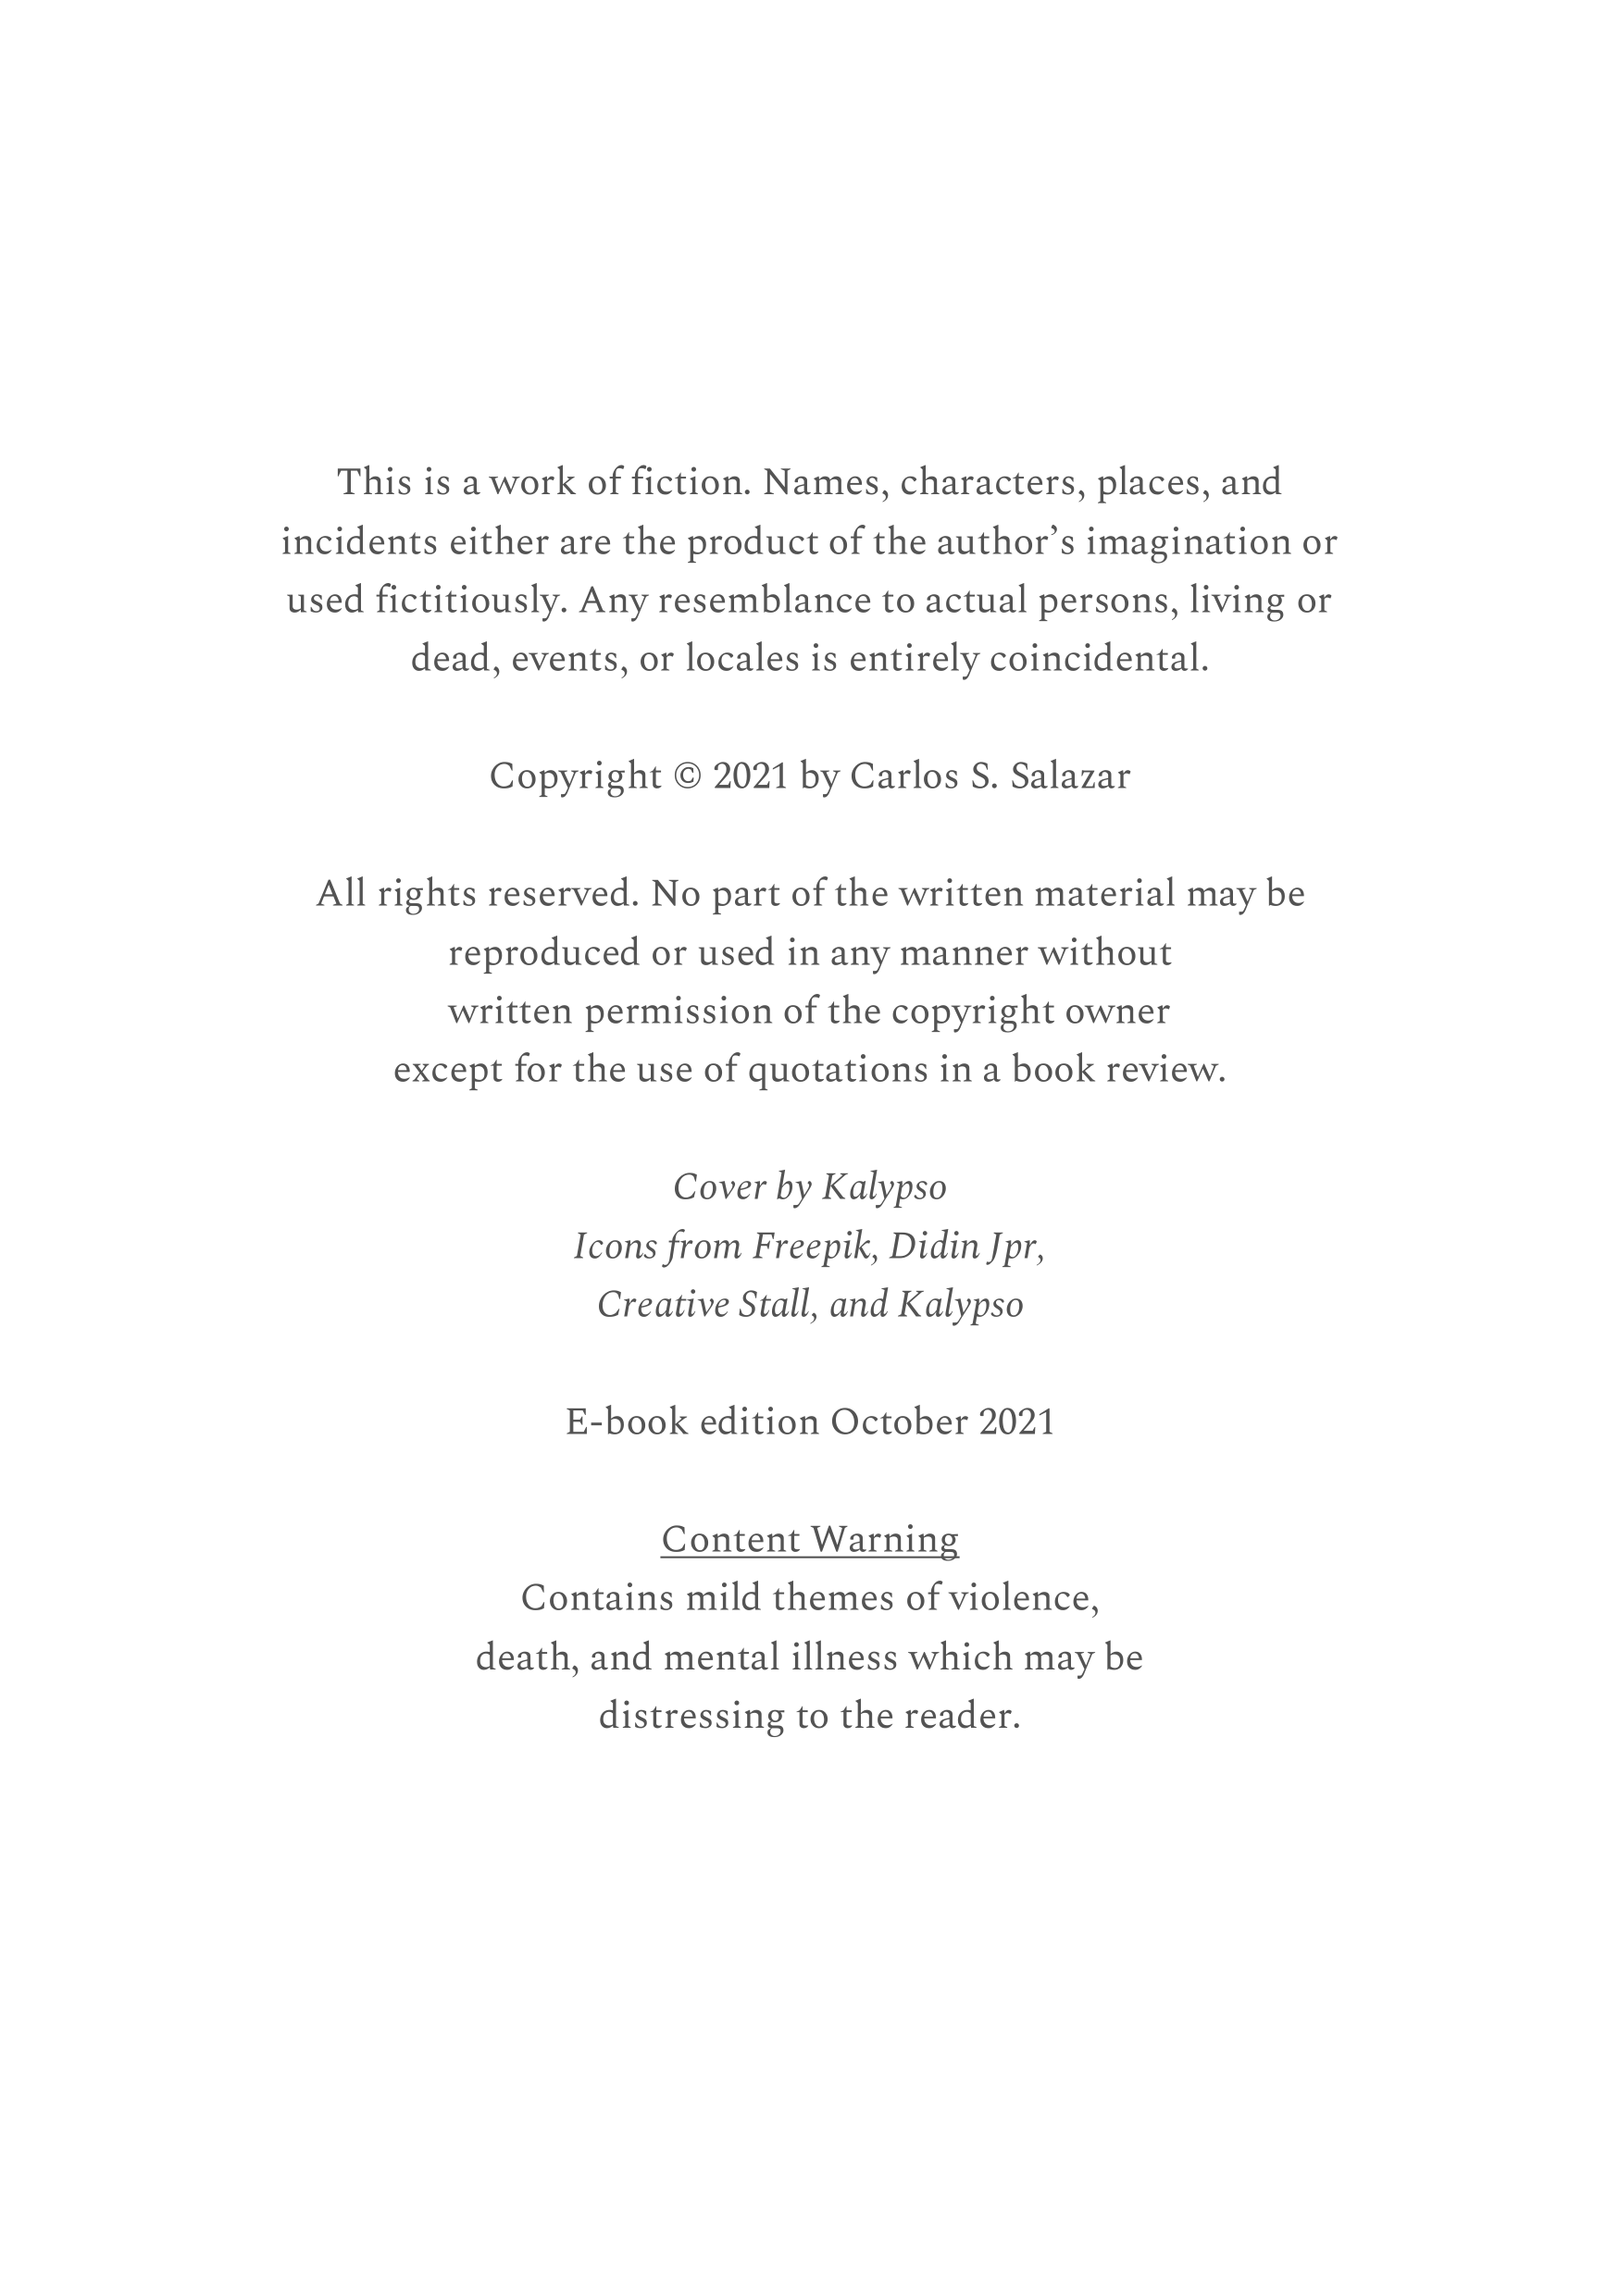 This is a work of fiction. Names, characters, places, and
incidents either are the product of the author’s imagination or
used fictitiously. Any resemblance to actual persons, living or
dead, events, or locales is entirely coincidental.
Copyright © 2021 by Carlos S. Salazar
All rights reserved. No part of the written material may be
reproduced or used in any manner without
written permission of the copyright owner
except for the use of quotations in a book review.
Cover by Kalypso
Icons from Freepik, Didin Jpr,
Creative Stall, and Kalypso
E-book edition October 2021
Content Warning
Contains mild themes of violence,
death, and mental illness which may be
distressing to the reader.